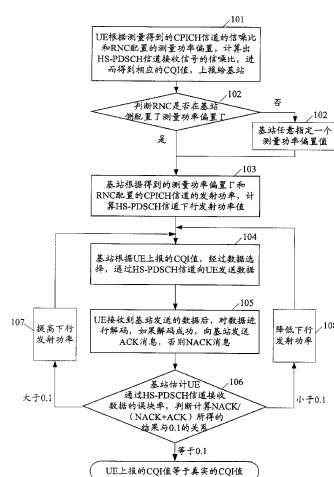 101
UE根据测量得到的CPICH信道的信噪比
和RNC配置的测量功率偏置，计算出
HS-PDSCH信道接收信号的信噪比，进
而得到相应的CQI值，上报给基站
102
判断RNC是否在基站
侧配置了测量功率偏置Γ
否
是
102
基站任意指定一个
测量功率偏置值
103
基站根据得到的测量功率偏置Γ和
RNC配置的CPICH信道的发射功率，计
算HS-PDSCH信道下行发射功率值
104
基站根据UE上报的CQI值，经过数据选
择，通过HS-PDSCH信道向UE发送数据
105
UE接收到基站发送的数据后，对数据进
行解码，如果解码成功，向基站发送
ACK消息，否则NACK消息
107
提高下行
发射功率
108
降低下行
发射功率
106
基站估计UE
通过HS-PDSCH信道接收
数据的误块率，判断计算NACK/
（NACK+ACK）所得的
结果与0.1的关系
大于0.1
小于0.1
等于0.1
UE上报的CQI值等于真实的CQI值